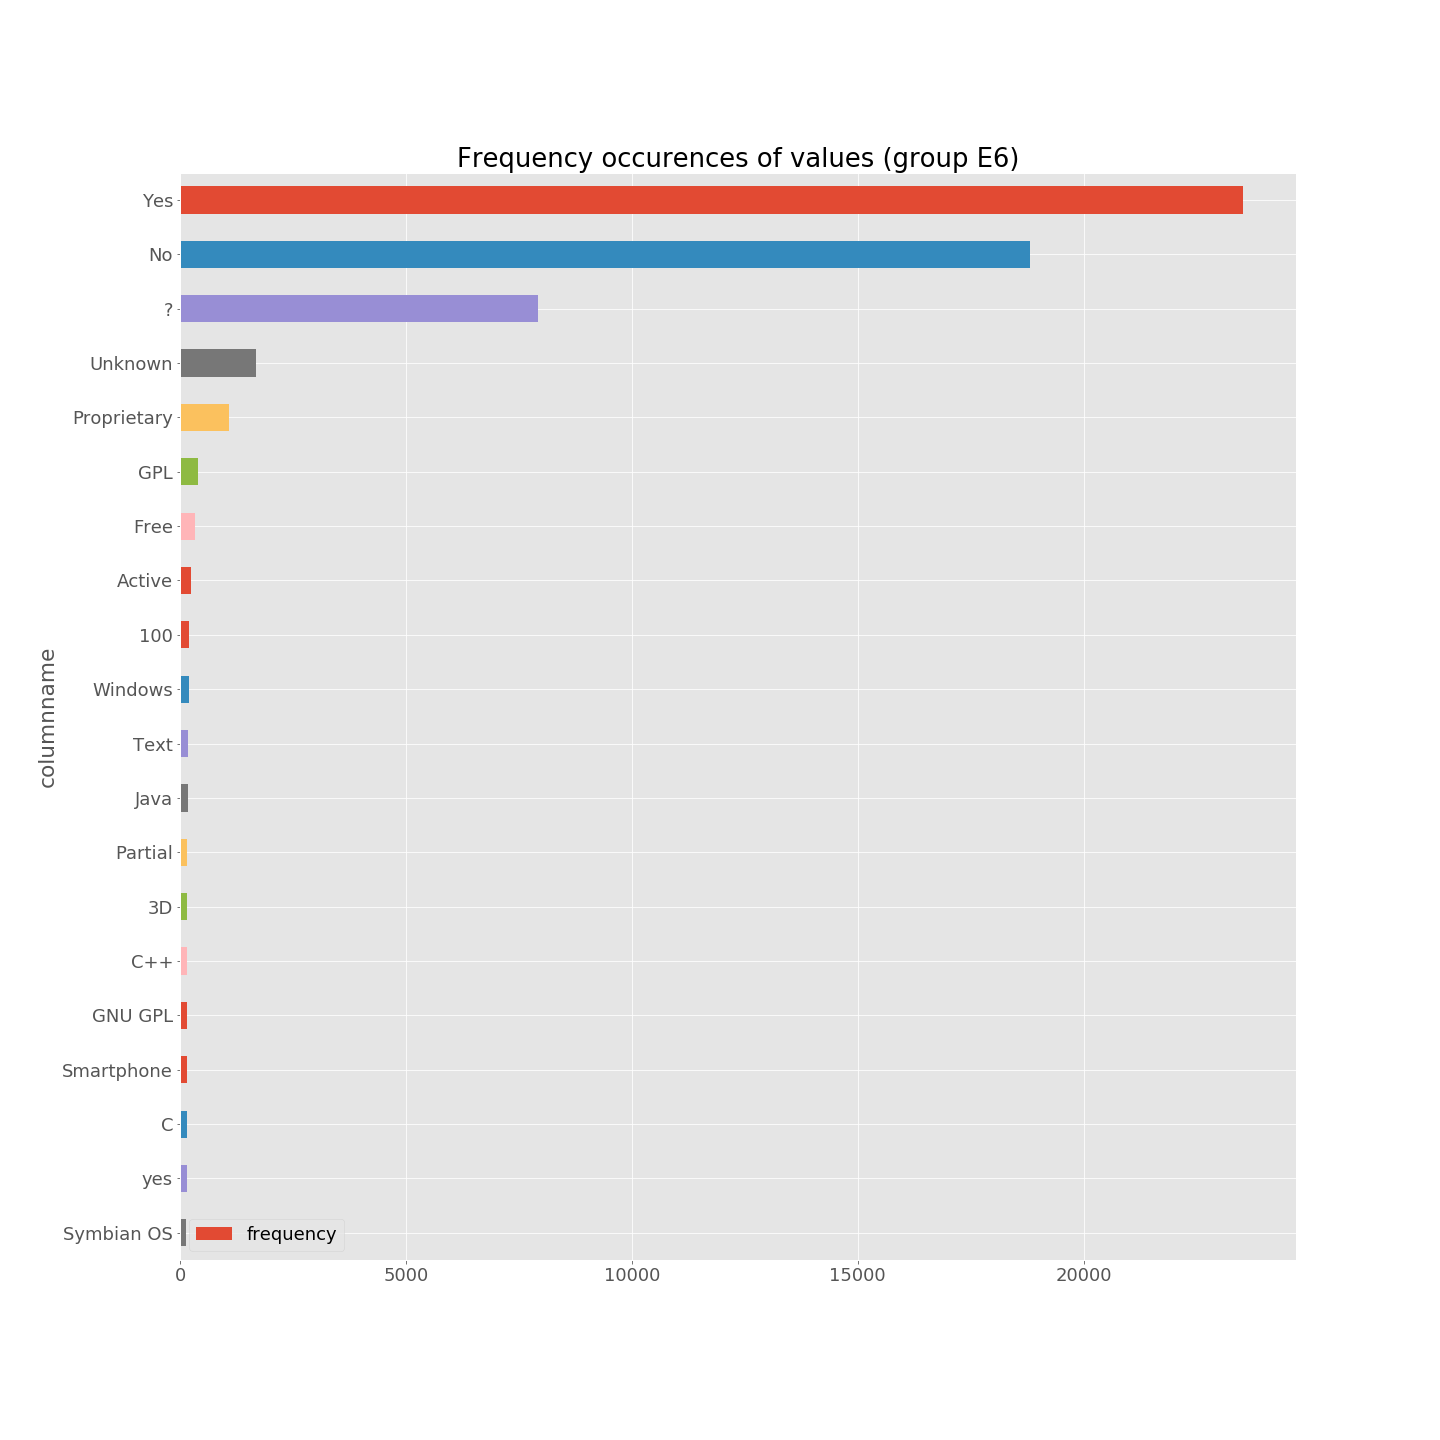 Frequency occurences of values (group E6)
columnname
Yes
No
?
Unknown
Proprietary
GPL
Free
Active
100
Windows
Text
Java
Partial
3D
C++
GNU GPL
Smartphone
C
yes
Symbian OS
frequency
0 5000 10000 15000 20000